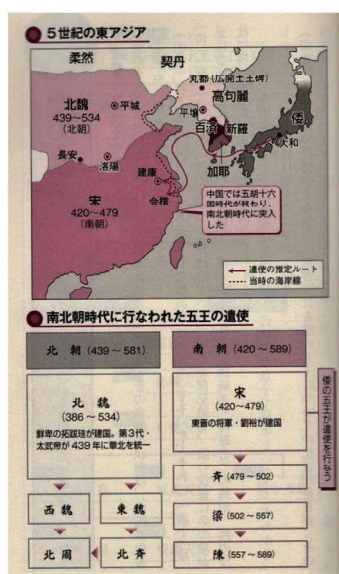 5世紀の東アジア
柔然
契丹
丸都(広開土王碑)
北魏
439~534
(北朝)
平城
高句麗
平壌
百済
新羅
倭
大和
加耶
長安
洛陽
建康
会稽
宋
420~479
(南朝)
中国では五胡十六
国時代が終わり、
南北朝時代に突入
した
遣使の推定ルート
当時の海岸線
南北朝時代に行なわれた五王の遣使
北 朝(439~581)
南 朝(420~589)
北 魏
(386~534)
鮮卑の拓跋珪が建国。第3代・
太武帝が439年に華北を統一
宋
(420~479)
東晋の将軍・劉裕が建国
倭の五王が遣使を行なう
斉(479~502)
西 魏
東 魏
梁(502~557)
北 周
北 斉
陳(557~589)